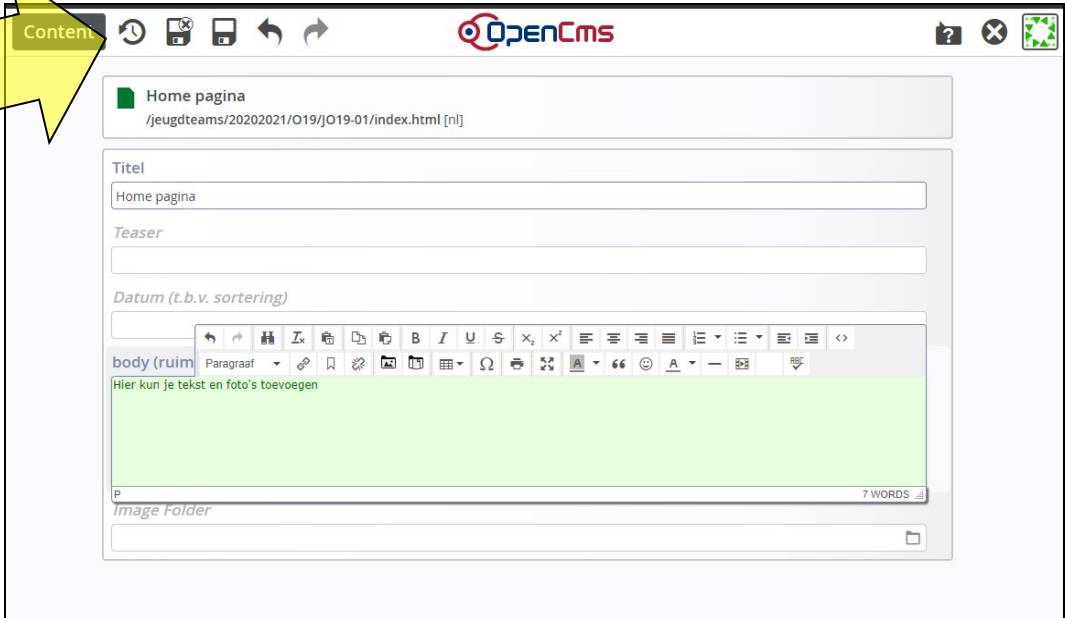 Content
OpenCms
Home pagina
/jeugdteams/20202021/O19/JO19-01/index.html [nl]
Titel
Home pagina
Teaser
Datum (t.b.v. sortering)
body (ruim
Paragraaf
Hier kun je tekst en foto's toevoegen
P
7 WORDS
Image Folder